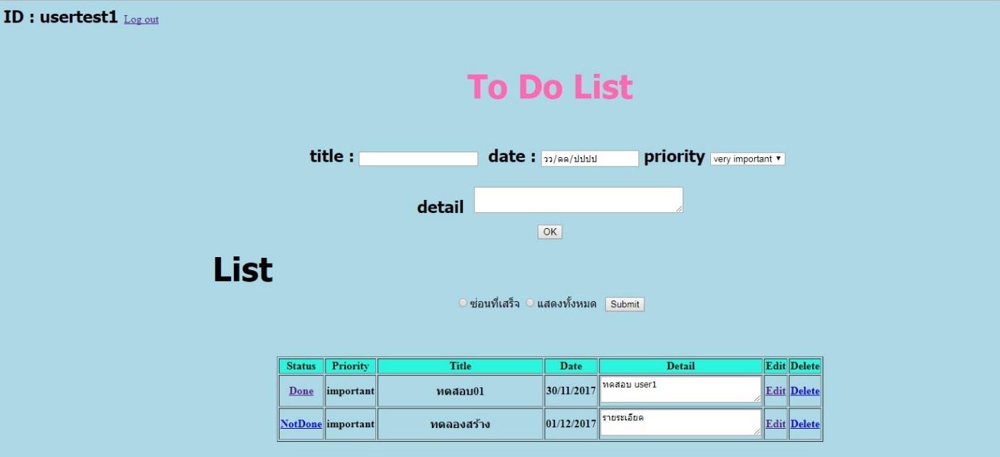 ID : usertest1 Log out
To Do List
title : date : วว/ดด/ปปปป priority very important
detail
OK
List
ซ่อนที่เสร็จ แสดงทั้งหมด Submit
Status Priority Title Date Detail Edit Delete
Done important ทดสอบ01 30/11/2017 ทดสอบ user1 Edit Delete
NotDone important ทดลองสร้าง 01/12/2017 รายระเอียด Edit Delete